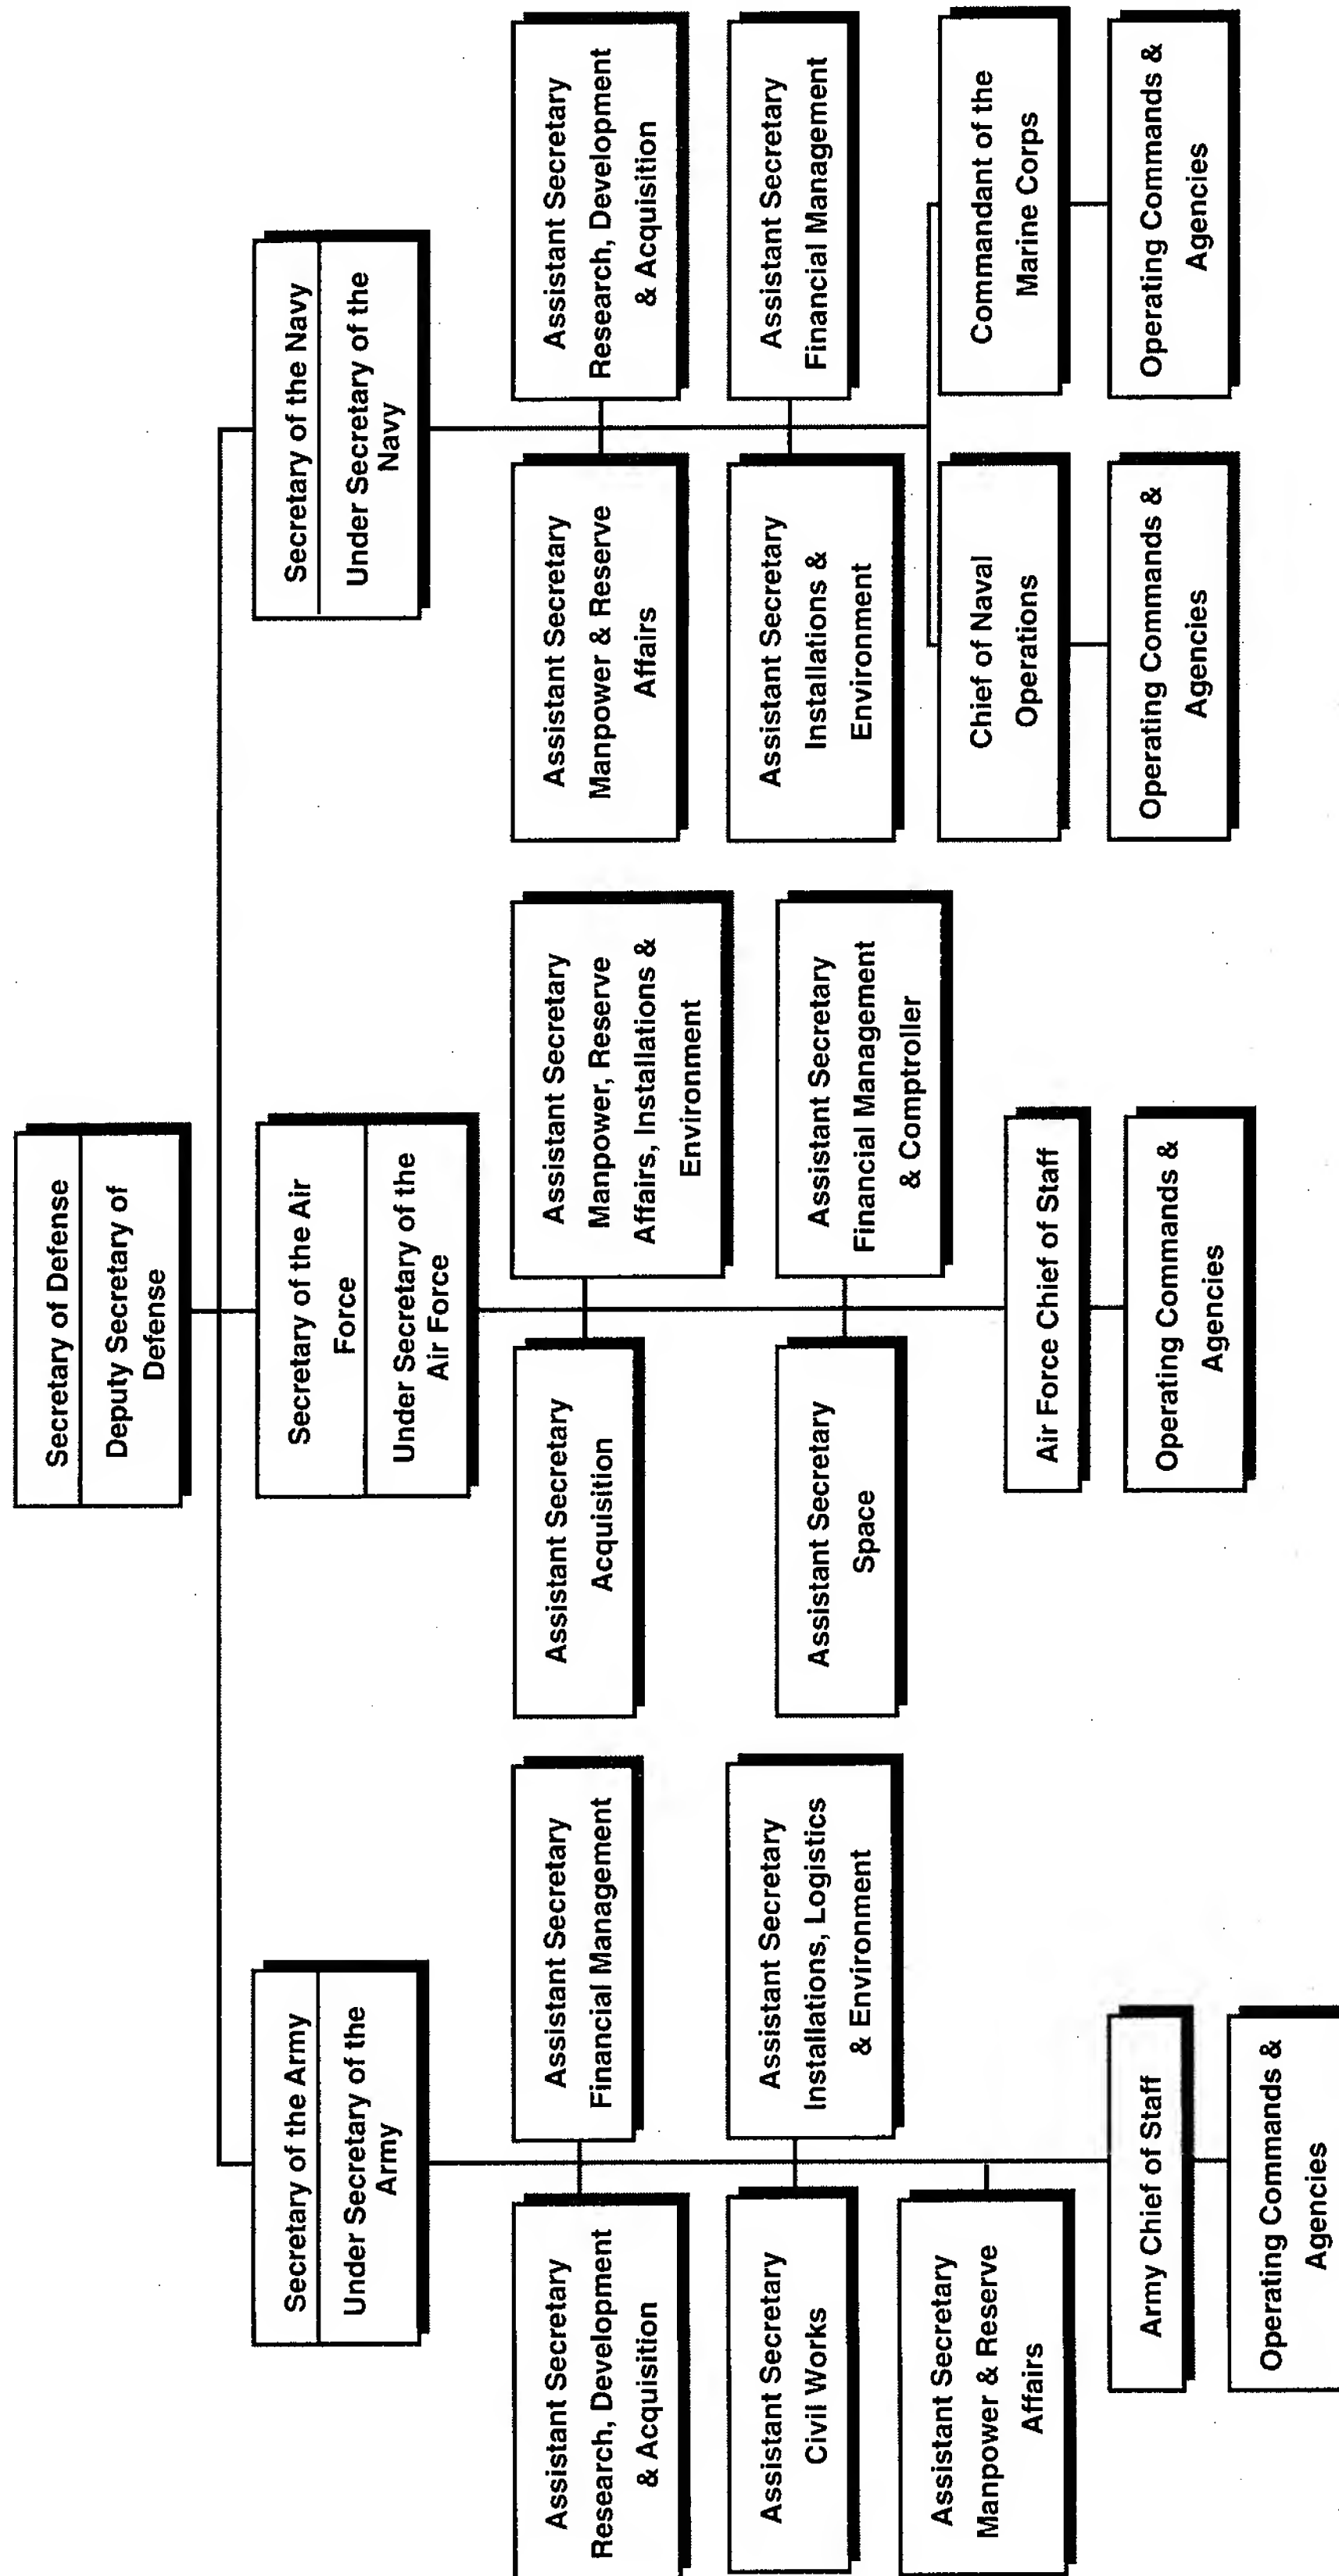 Secretary of Defense
Deputy Secretary of
Defense
Secretary of the Army
Under Secretary of the
Army
Assistant Secretary
Research, Development
& Acquisition
Assistant Secretary
Financial Management
Assistant Secretary
Civil Works
Assistant Secretary
Installations, Logistics
& Environment
Assistant Secretary
Manpower & Reserve
Affairs
Army Chief of Staff
Operating Commands &
Agencies
Secretary of the Air
Force
Under Secretary of the
Air Force
Assistant Secretary
Acquisition
Assistant Secretary
Manpower, Reserve
Affairs, Installations &
Environment
Assistant Secretary
Space
Assistant Secretary
Financial Management
& Comptroller
Air Force Chief of Staff
Operating Commands &
Agencies
Secretary of the Navy
Under Secretary of the
Navy
Assistant Secretary
Manpower & Reserve
Affairs
Assistant Secretary
Research, Development
& Acquisition
Assistant Secretary
Installations &
Environment
Assistant Secretary
Financial Management
Chief of Naval
Operations
Operating Commands &
Agencies
Commandant of the
Marine Corps
Operating Commands &
Agencies